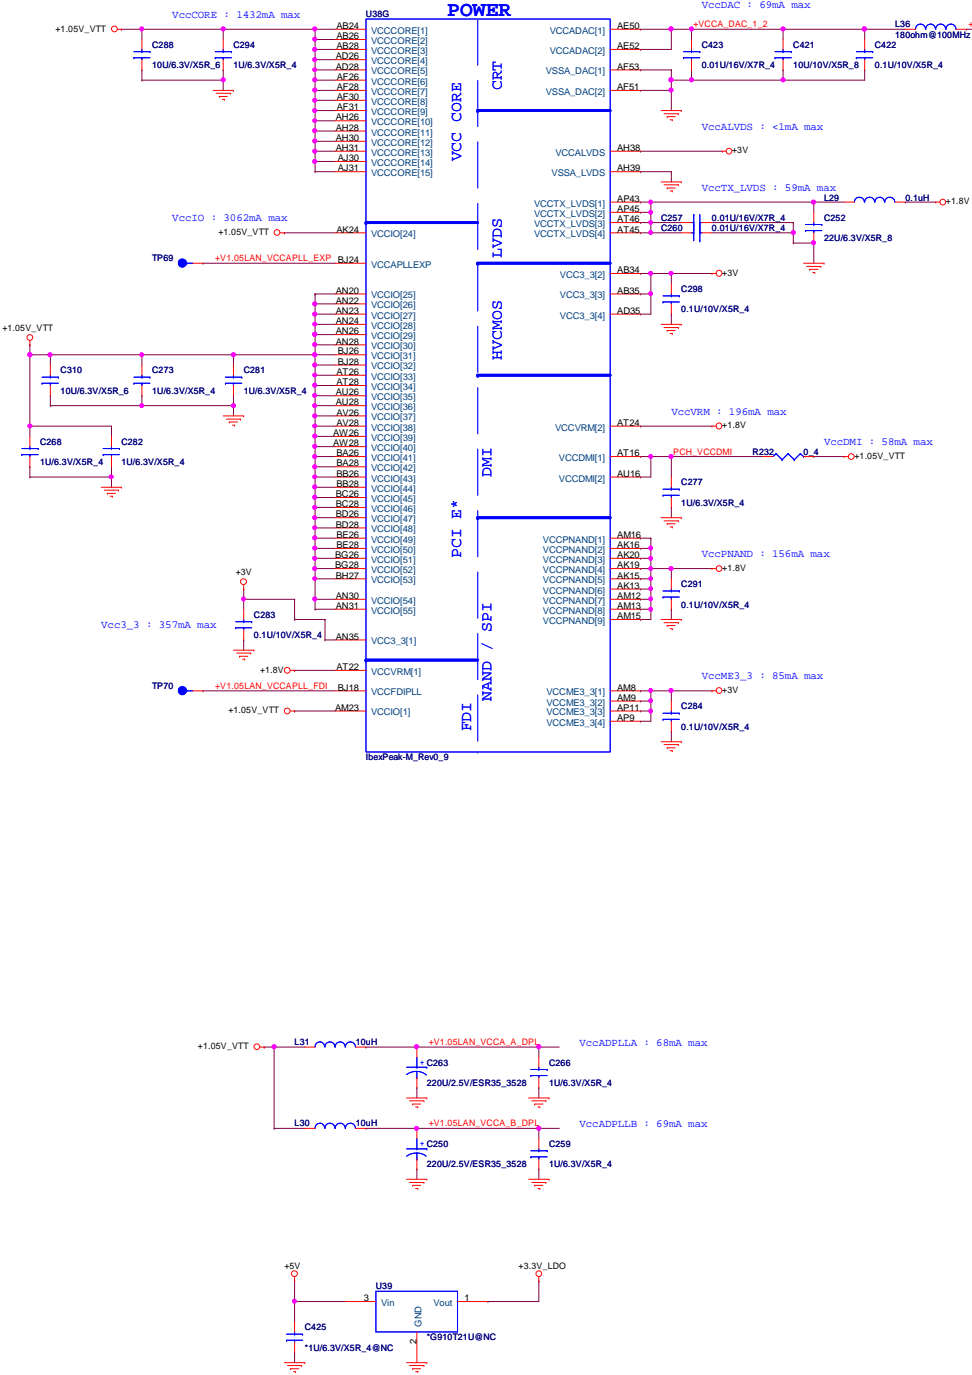 POWER
VccCORE : 1432mA max
+1.05V_VTT
C288
10U/6.3V/X5R_6
C294
1U/6.3V/X5R_4
U38G
AB24 VCCCORE[1]
AB26 VCCCORE[2]
AB28 VCCCORE[3]
AD26 VCCCORE[4]
AD28 VCCCORE[5]
AF26 VCCCORE[6]
AF28 VCCCORE[7]
AF30 VCCCORE[8]
AF31 VCCCORE[9]
AH26 VCCCORE[10]
AH28 VCCCORE[11]
AH30 VCCCORE[12]
AH31 VCCCORE[13]
AJ30 VCCCORE[14]
AJ31 VCCCORE[15]
VCC CORE
CRT
VccDAC : 69mA max
VCCADAC[1] AE50
VCCADAC[2] AE52
VSSA_DAC[1] AF53
VSSA_DAC[2] AF51
+VCCA_DAC_1_2
L36
180ohm@100MHz
C423
0.01U/16V/X7R_4
C421
10U/10V/X5R_8
C422
0.1U/10V/X5R_4
VccALVDS : <1mA max
VCCALVDS AH38 +3V
VSSA_LVDS AH39
VccTX_LVDS : 59mA max
VCCTX_LVDS[1] AP43
VCCTX_LVDS[2] AP45
VCCTX_LVDS[3] AT46
VCCTX_LVDS[4] AT45
LVDS
C257 0.01U/16V/X7R_4
C260 0.01U/16V/X7R_4
L29 0.1uH +1.8V
C252
22U/6.3V/X5R_8
VccIO : 3062mA max
+1.05V_VTT AK24 VCCIO[24]
TP69 +V1.05LAN_VCCAPLL_EXP BJ24 VCCAPLLEXP
HVCMOS
VCC3_3[2] AB34 +3V
VCC3_3[3] AB35
VCC3_3[4] AD35
C298
0.1U/10V/X5R_4
AN20 VCCIO[25]
AN22 VCCIO[26]
AN23 VCCIO[27]
AN24 VCCIO[28]
AN26 VCCIO[29]
AN28 VCCIO[30]
BJ26 VCCIO[31]
BJ28 VCCIO[32]
AT26 VCCIO[33]
AT28 VCCIO[34]
AU26 VCCIO[35]
AU28 VCCIO[36]
AV26 VCCIO[37]
AV28 VCCIO[38]
AW26 VCCIO[39]
AW28 VCCIO[40]
BA26 VCCIO[41]
BA28 VCCIO[42]
BB26 VCCIO[43]
BB28 VCCIO[44]
BC26 VCCIO[45]
BC28 VCCIO[46]
BD26 VCCIO[47]
BD28 VCCIO[48]
BE26 VCCIO[49]
BE28 VCCIO[50]
BG26 VCCIO[51]
BG28 VCCIO[52]
BH27 VCCIO[53]
AN30 VCCIO[54]
AN31 VCCIO[55]
PCI E*
+1.05V_VTT
C310
10U/6.3V/X5R_6
C273
1U/6.3V/X5R_4
C281
1U/6.3V/X5R_4
C268
1U/6.3V/X5R_4
C282
1U/6.3V/X5R_4
DMI
VccVRM : 196mA max
VCCVRM[2] AT24 +1.8V
VccDMI : 58mA max
VCCDMI[1] AT16 PCH_VCCDMI R232 0_4 +1.05V_VTT
VCCDMI[2] AU16
C277
1U/6.3V/X5R_4
NAND / SPI
VccPNAND : 156mA max
VCCPNAND[1] AM16
VCCPNAND[2] AK16
VCCPNAND[3] AK20
VCCPNAND[4] AK19 +1.8V
VCCPNAND[5] AK15
VCCPNAND[6] AK13
VCCPNAND[7] AM12
VCCPNAND[8] AM13
VCCPNAND[9] AM15
C291
0.1U/10V/X5R_4
+3V
C283
0.1U/10V/X5R_4
Vcc3_3 : 357mA max
AN35 VCC3_3[1]
+1.8V AT22 VCCVRM[1]
TP70 +V1.05LAN_VCCAPLL_FDI BJ18 VCCFDIPLL
+1.05V_VTT AM23 VCCIO[1]
FDI
VccME3_3 : 85mA max
VCCME3_3[1] AM8 +3V
VCCME3_3[2] AM9
VCCME3_3[3] AP11
VCCME3_3[4] AP9
C284
0.1U/10V/X5R_4
IbexPeak-M_Rev0_9
+1.05V_VTT
L31 10uH +V1.05LAN_VCCA_A_DPL
VccADPLLA : 68mA max
+ C263
220U/2.5V/ESR35_3528
C266
1U/6.3V/X5R_4
L30 10uH +V1.05LAN_VCCA_B_DPL
VccADPLLB : 69mA max
+ C250
220U/2.5V/ESR35_3528
C259
1U/6.3V/X5R_4
+5V
+3.3V_LDO
U39
3 Vin Vout 1
GND
2
*G910T21U@NC
C425
*1U/6.3V/X5R_4@NC